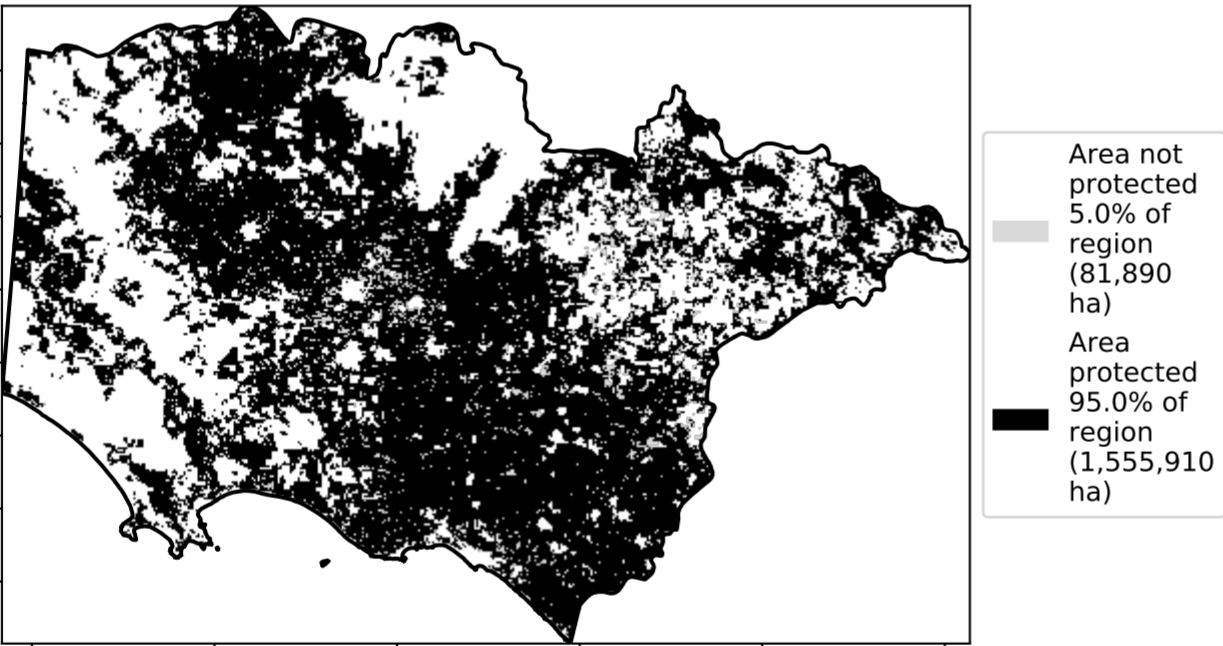 Area not
protected
5.0% of
region
(81,890
ha)
Area
protected
95.0% of
region
(1,555,910
ha)